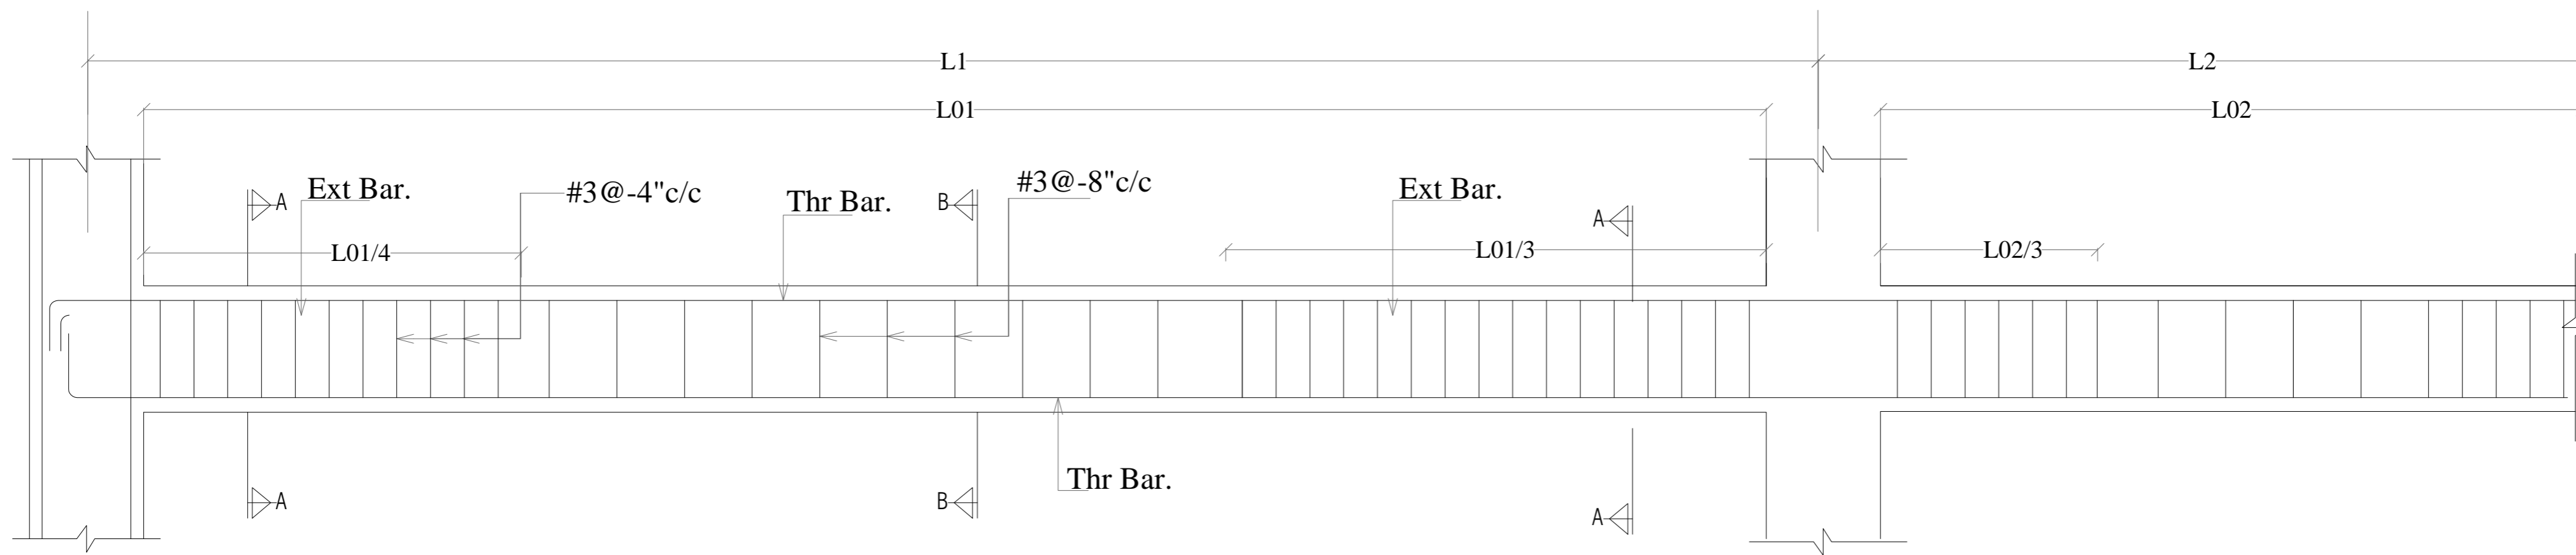 L1
L2
L01
L02
Ext Bar.
#3@-4"c/c
Thr Bar.
#3@-8"c/c
Ext Bar.
A
B
A
L01/4
L01/3
L02/3
Thr Bar.
A
B
A